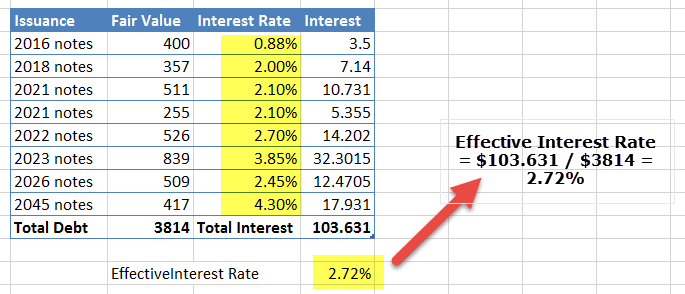 Issuance Fair Value Interest Rate Interest
2016 notes 400 0.88% 3.5
2018 notes 357 2.00% 7.14
2021 notes 511 2.10% 10.731
2021 notes 255 2.10% 5.355
2022 notes 526 2.70% 14.202
2023 notes 839 3.85% 32.3015
2026 notes 509 2.45% 12.4705
2045 notes 417 4.30% 17.931
Total Debt 3814 Total Interest 103.631
EffectiveInterest Rate 2.72%
Effective Interest Rate
= $103.631 / $3814 =
2.72%